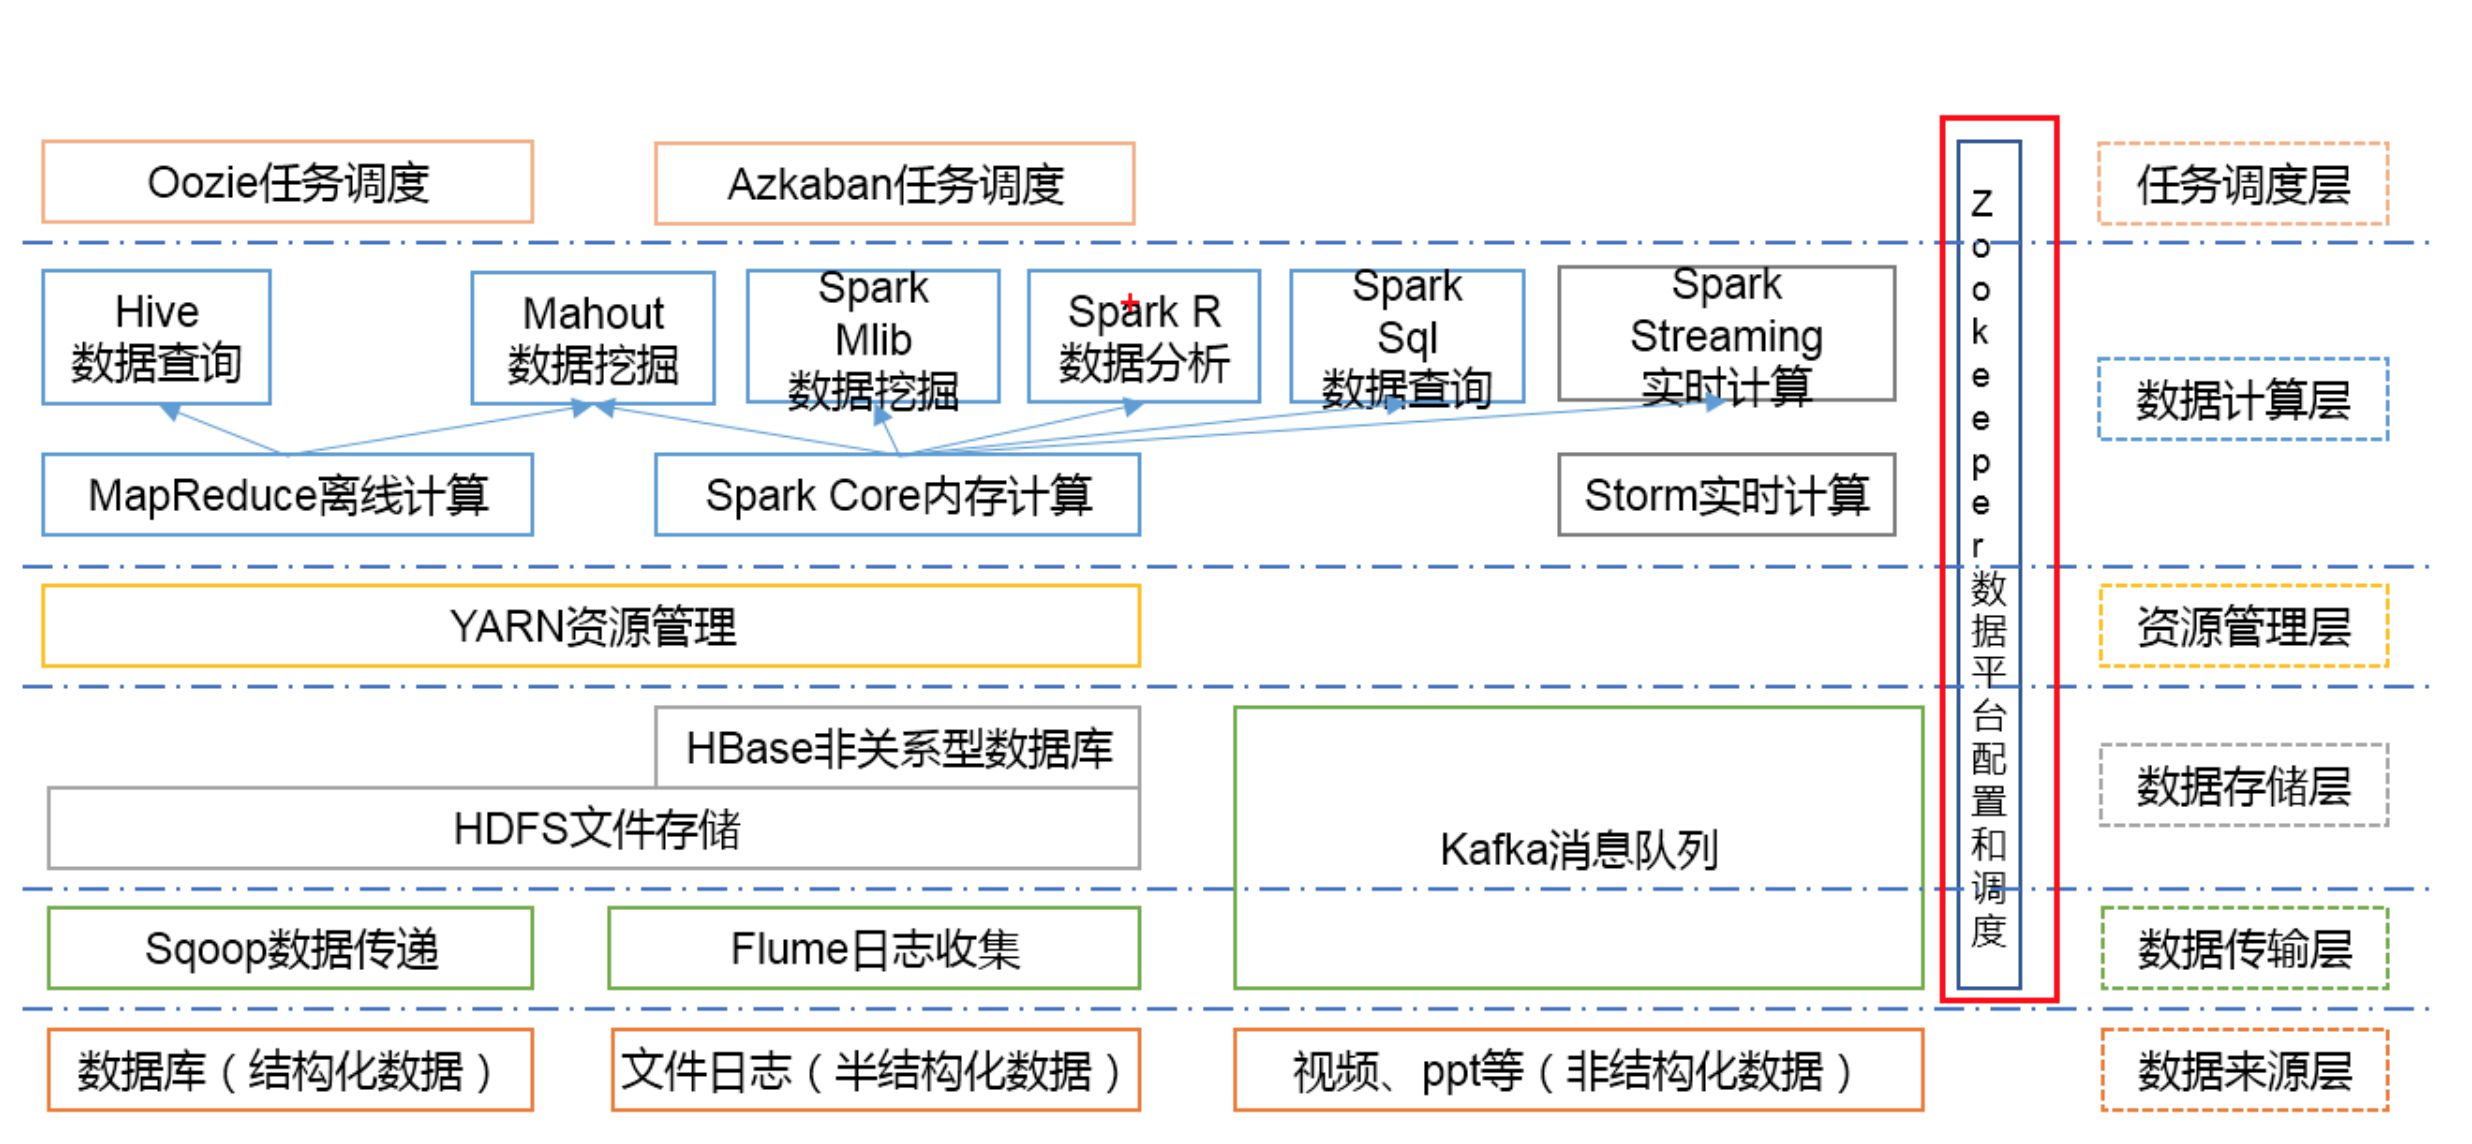 Oozie任务调度
Azkaban任务调度
任务调度层
Hive
数据查询
Mahout
数据挖掘
Spark
Mlib
数据挖掘
Spark R
数据分析
Spark
Sql
数据查询
Spark
Streaming
实时计算
数据计算层
MapReduce离线计算
Spark Core内存计算
Storm实时计算
YARN资源管理
资源管理层
HBase非关系型数据库
HDFS文件存储
Kafka消息队列
数据存储层
Sqoop数据传递
Flume日志收集
数据传输层
数据库（结构化数据）
文件日志（半结构化数据）
视频、ppt等（非结构化数据）
数据来源层
Zookeeper数据平台配置和调度